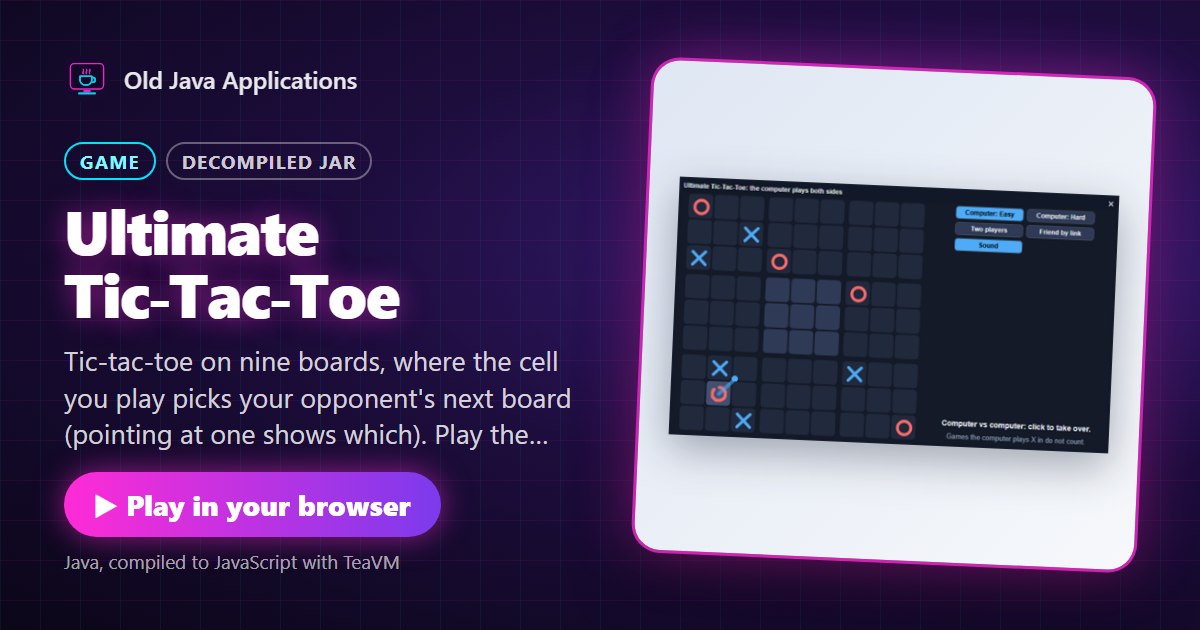 Old Java Applications
GAME
DECOMPILED JAR
Ultimate
Tic-Tac-Toe
Tic-tac-toe on nine boards, where the cell
you play picks your opponent's next board
(pointing at one shows which). Play the...
▶ Play in your browser
Java, compiled to JavaScript with TeaVM
Ultimate Tic-Tac-Toe: the computer plays both sides
×
Computer: Easy
Computer: Hard
Two players
Friend by link
Sound
Computer vs computer: click to take over.
Games the computer plays X in do not count.